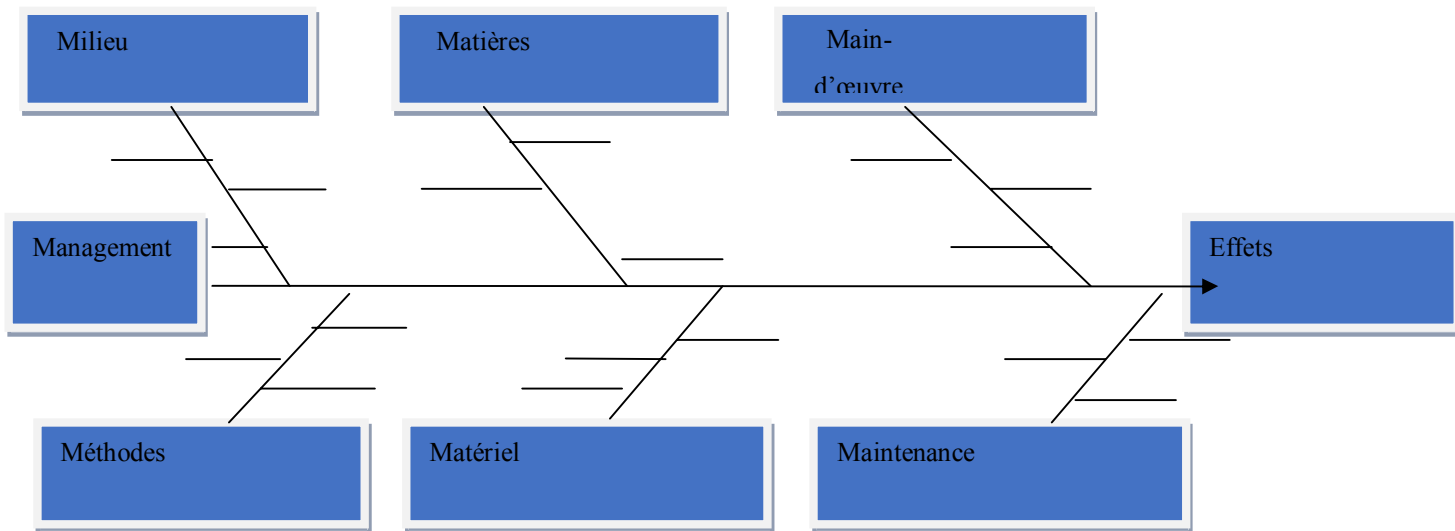 Milieu
Matières
Main-
d’œuvre
Management
Effets
Méthodes
Matériel
Maintenance